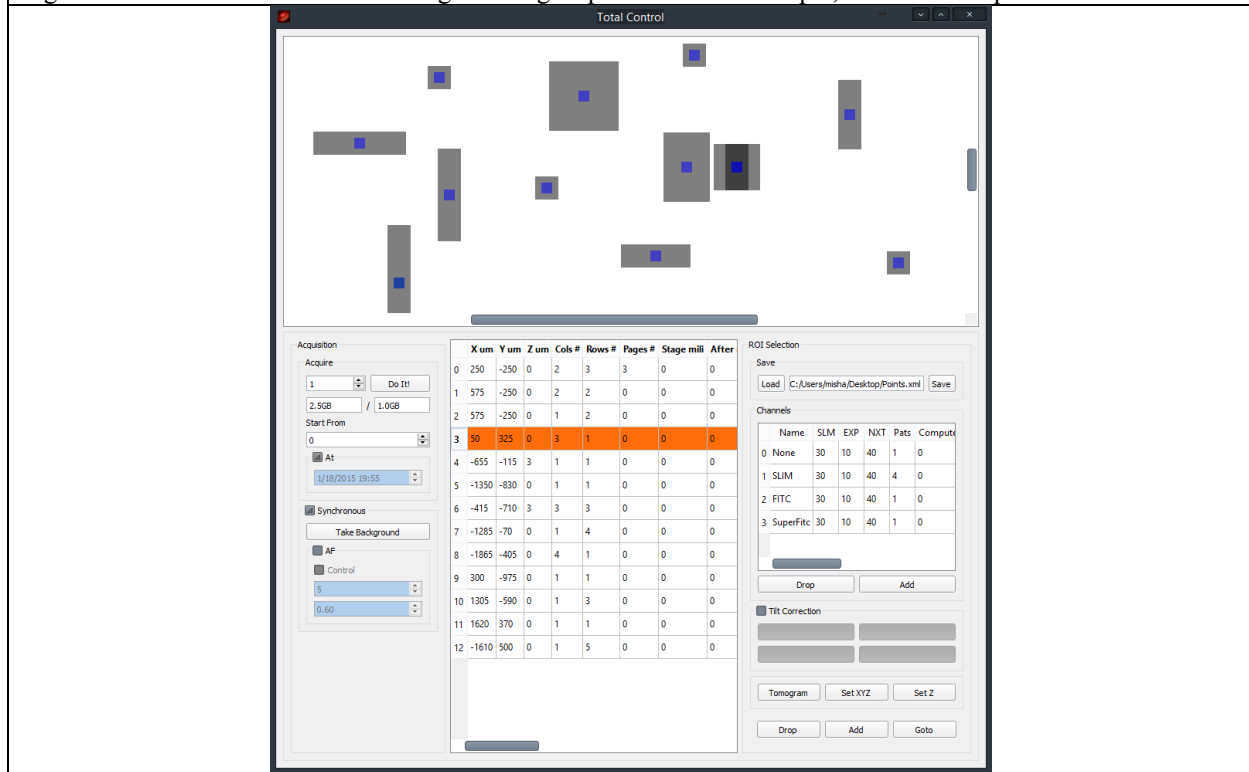 Total Control
Acquisition
Acquire
1 Do It!
2.5GB / 1.0GB
Start From
0
At
1/18/2015 19:55
Synchronous
Take Background
AF
Control
5
0.60
X um Y um Z um Cols # Rows # Pages # Stage mili After
0 250 -250 0 2 3 3 0 0
1 575 -250 0 2 2 0 0 0
2 575 -250 0 1 2 0 0 0
3 50 325 0 3 1 0 0 0
4 -655 -115 3 1 1 0 0 0
5 -1350 -830 0 1 1 0 0 0
6 -415 -710 3 3 3 0 0 0
7 -1285 -70 0 1 4 0 0 0
8 -1865 -405 0 4 1 0 0 0
9 300 -975 0 1 1 0 0 0
10 1305 -590 0 1 3 0 0 0
11 1620 370 0 1 1 0 0 0
12 -1610 500 0 1 5 0 0 0
ROI Selection
Save
Load C:/Users/misha/Desktop/Points.xml Save
Channels
Name SLM EXP NXT Pats Compute
0 None 30 10 40 1 0
1 SLIM 30 10 40 4 0
2 FITC 30 10 40 1 0
3 SuperFitc 30 10 40 1 0
Drop Add
Tilt Correction
Tomogram Set XYZ Set Z
Drop Add Goto